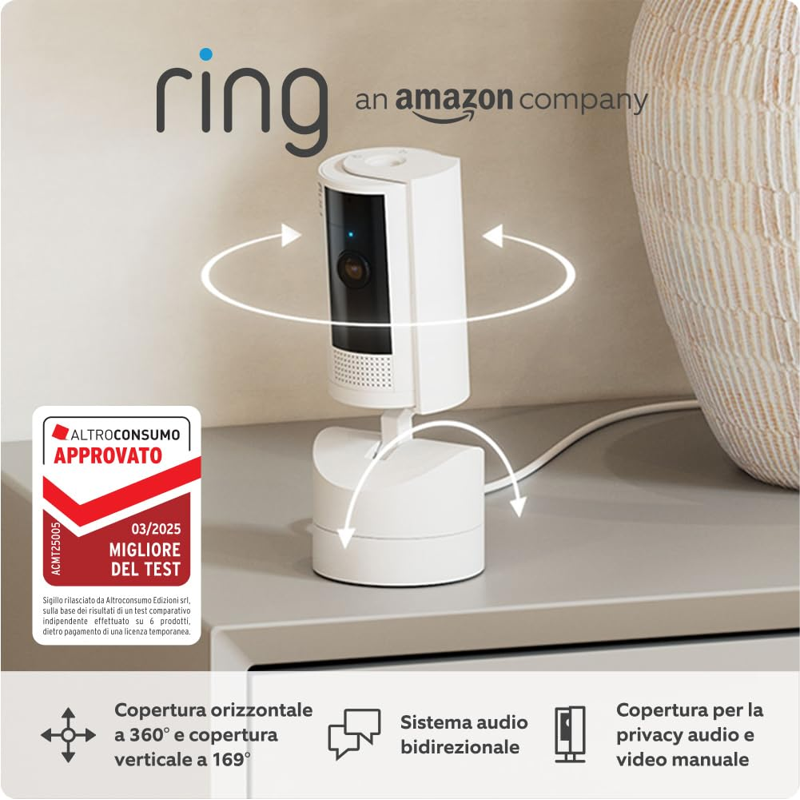 ring an amazon company
ALTROCONSUMO
APPROVATO
03/2025
MIGLIORE
DEL TEST
ACMT25005
Sigillo rilasciato da Altroconsumo Edizioni srl,
sulla base dei risultati di un test comparativo
indipendente effettuato su 6 prodotti,
dietro pagamento di una licenza temporanea.
Copertura orizzontale
a 360° e copertura
verticale a 169°
Sistema audio
bidirezionale
Copertura per la
privacy audio e
video manuale